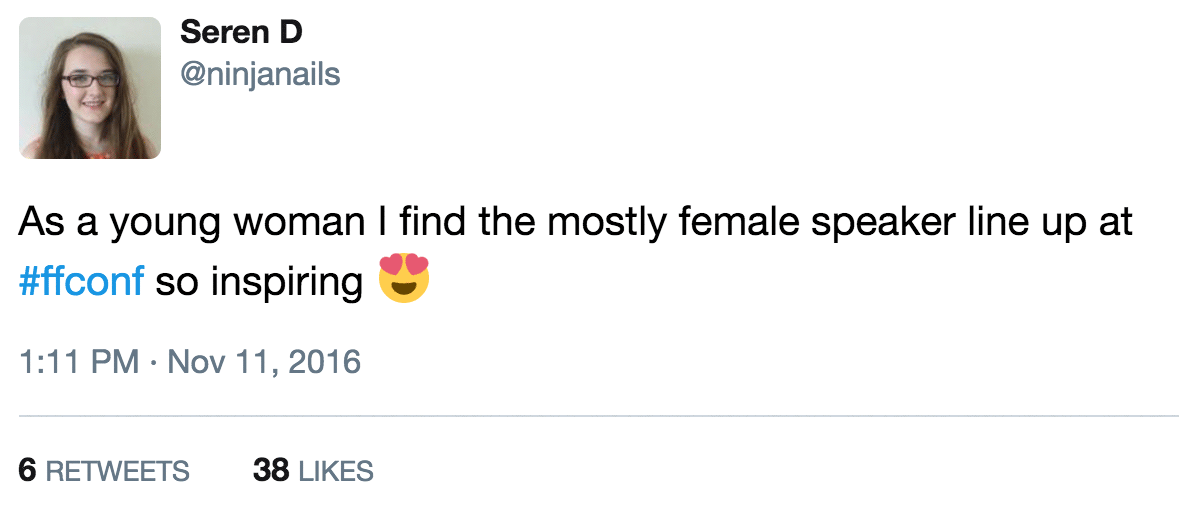 Seren D
@ninjanails
As a young woman I find the mostly female speaker line up at
#ffconf so inspiring 😍
1:11 PM · Nov 11, 2016
6 RETWEETS 38 LIKES